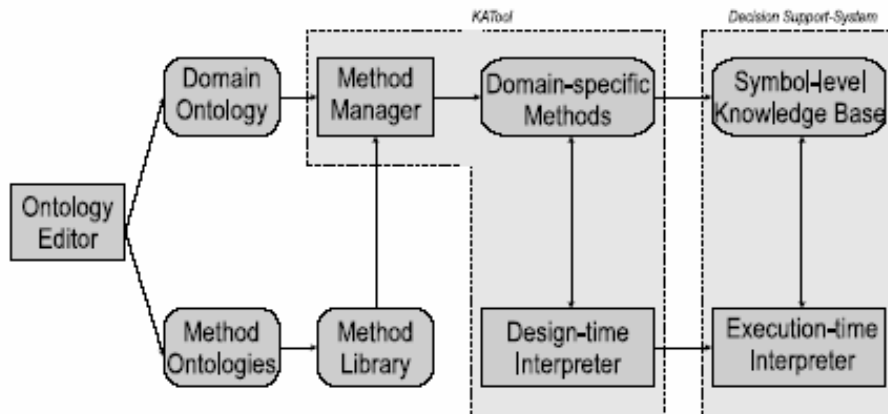 KATool
Decision Support-System
Domain
Ontology
Method
Manager
Domain-specific
Methods
Symbol-level
Knowledge Base
Ontology
Editor
Method
Ontologies
Method
Library
Design-time
Interpreter
Execution-time
Interpreter